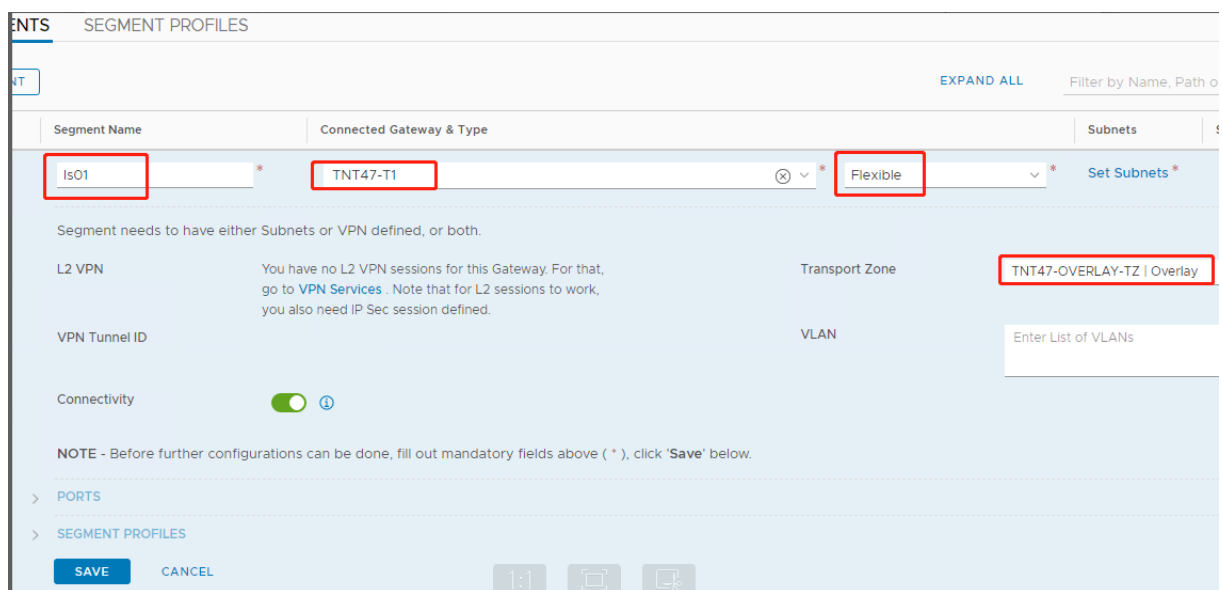 ENTS SEGMENT PROFILES
NT
EXPAND ALL Filter by Name, Path o
Segment Name Connected Gateway & Type Subnets S
ls01 * TNT47-T1 * Flexible * Set Subnets *
Segment needs to have either Subnets or VPN defined, or both.
L2 VPN You have no L2 VPN sessions for this Gateway. For that, Transport Zone TNT47-OVERLAY-TZ | Overlay
go to VPN Services . Note that for L2 sessions to work,
you also need IP Sec session defined.
VPN Tunnel ID VLAN Enter List of VLANs
Connectivity
NOTE - Before further configurations can be done, fill out mandatory fields above ( * ), click 'Save' below.
PORTS
SEGMENT PROFILES
SAVE CANCEL
1:1